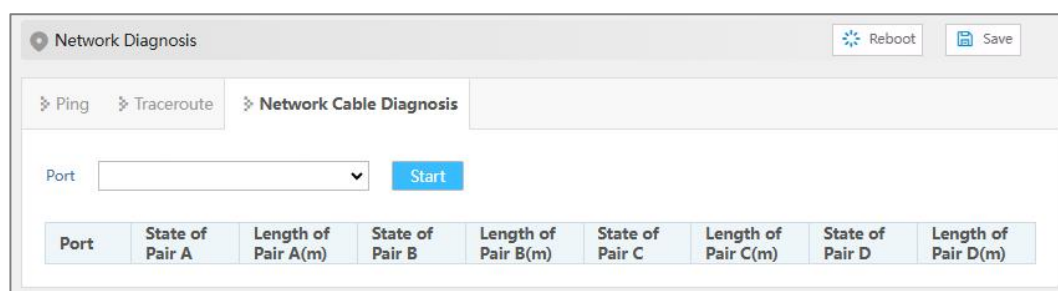 Network Diagnosis Reboot Save
Ping Traceroute Network Cable Diagnosis
Port Start
Port State of Pair A Length of Pair A(m) State of Pair B Length of Pair B(m) State of Pair C Length of Pair C(m) State of Pair D Length of Pair D(m)